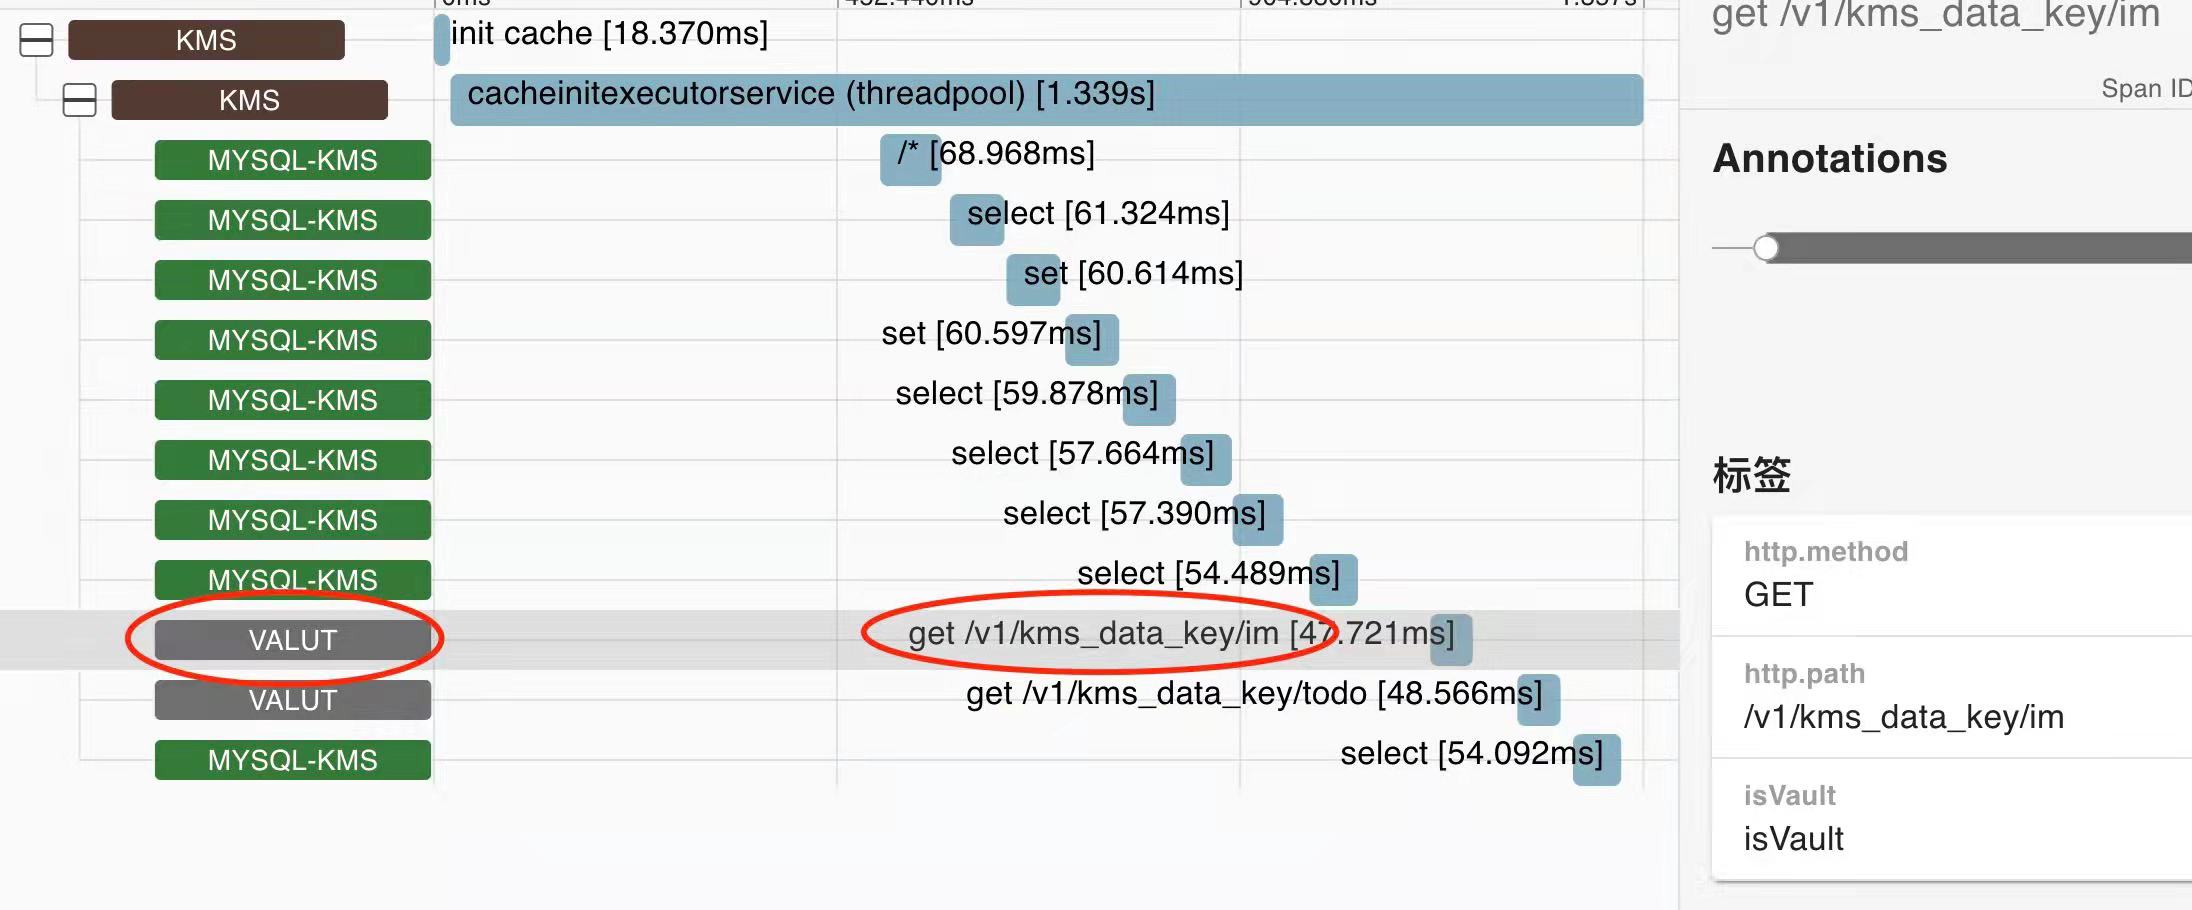 KMS
init cache [18.370ms]
KMS
cacheinitexecutorservice (threadpool) [1.339s]
MYSQL-KMS
/* [68.968ms]
MYSQL-KMS
select [61.324ms]
MYSQL-KMS
set [60.614ms]
MYSQL-KMS
set [60.597ms]
MYSQL-KMS
select [59.878ms]
MYSQL-KMS
select [57.664ms]
MYSQL-KMS
select [57.390ms]
MYSQL-KMS
select [54.489ms]
VALUT
get /v1/kms_data_key/im [47.721ms]
VALUT
get /v1/kms_data_key/todo [48.566ms]
MYSQL-KMS
select [54.092ms]
get /v1/kms_data_key/im
Span ID
Annotations
标签
http.method
GET
http.path
/v1/kms_data_key/im
isVault
isVault